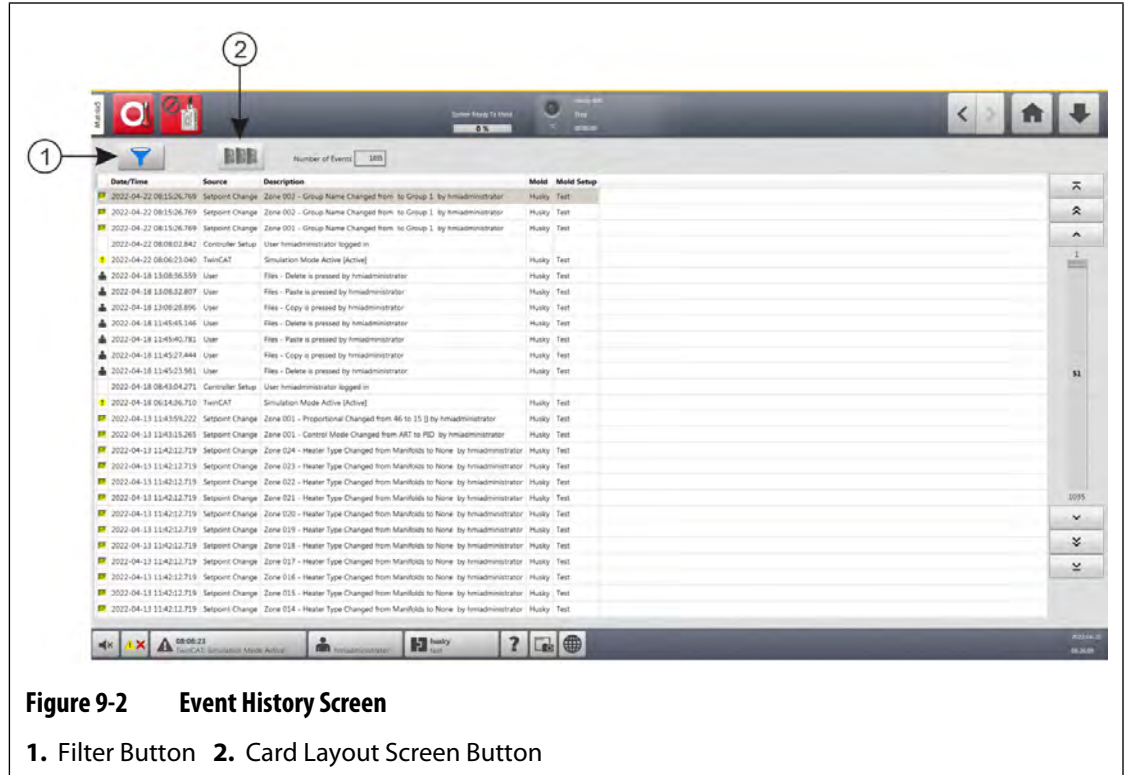 2
1
Matrix5
System Ready To Mold
0 %
Stop
Number of Events 1035
Date/Time Source Description Mold Mold Setup
2022-04-22 08:15:26.769 Setpoint Change Zone 003 - Group Name Changed from to Group 1 by hmiadministrator Husky Test
2022-04-22 08:15:26.769 Setpoint Change Zone 002 - Group Name Changed from to Group 1 by hmiadministrator Husky Test
2022-04-22 08:15:26.769 Setpoint Change Zone 001 - Group Name Changed from to Group 1 by hmiadministrator Husky Test
2022-04-22 08:08:02.842 Controller Setup User hmiadministrator logged in
2022-04-22 08:06:23.040 TwinCAT Simulation Mode Active [Active] Husky Test
2022-04-18 13:08:36.559 User Files - Delete is pressed by hmiadministrator Husky Test
2022-04-18 13:08:32.807 User Files - Paste is pressed by hmiadministrator Husky Test
2022-04-18 13:08:28.896 User Files - Copy is pressed by hmiadministrator Husky Test
2022-04-18 11:45:45.146 User Files - Delete is pressed by hmiadministrator Husky Test
2022-04-18 11:45:40.781 User Files - Paste is pressed by hmiadministrator Husky Test
2022-04-18 11:45:27.444 User Files - Copy is pressed by hmiadministrator Husky Test
2022-04-18 11:45:23.981 User Files - Delete is pressed by hmiadministrator Husky Test
2022-04-18 08:43:04.271 Controller Setup User hmiadministrator logged in
2022-04-18 06:14:36.710 TwinCAT Simulation Mode Active [Active] Husky Test
2022-04-13 11:43:59.222 Setpoint Change Zone 001 - Proportional Changed from 46 to 15 [] by hmiadministrator Husky Test
2022-04-13 11:43:15.265 Setpoint Change Zone 001 - Control Mode Changed from ART to PID by hmiadministrator Husky Test
2022-04-13 11:42:12.719 Setpoint Change Zone 024 - Heater Type Changed from Manifolds to None by hmiadministrator Husky Test
2022-04-13 11:42:12.719 Setpoint Change Zone 023 - Heater Type Changed from Manifolds to None by hmiadministrator Husky Test
2022-04-13 11:42:12.719 Setpoint Change Zone 022 - Heater Type Changed from Manifolds to None by hmiadministrator Husky Test
2022-04-13 11:42:12.719 Setpoint Change Zone 021 - Heater Type Changed from Manifolds to None by hmiadministrator Husky Test
2022-04-13 11:42:12.719 Setpoint Change Zone 020 - Heater Type Changed from Manifolds to None by hmiadministrator Husky Test
2022-04-13 11:42:12.719 Setpoint Change Zone 019 - Heater Type Changed from Manifolds to None by hmiadministrator Husky Test
2022-04-13 11:42:12.719 Setpoint Change Zone 018 - Heater Type Changed from Manifolds to None by hmiadministrator Husky Test
2022-04-13 11:42:12.719 Setpoint Change Zone 017 - Heater Type Changed from Manifolds to None by hmiadministrator Husky Test
2022-04-13 11:42:12.719 Setpoint Change Zone 016 - Heater Type Changed from Manifolds to None by hmiadministrator Husky Test
2022-04-13 11:42:12.719 Setpoint Change Zone 015 - Heater Type Changed from Manifolds to None by hmiadministrator Husky Test
2022-04-13 11:42:12.719 Setpoint Change Zone 014 - Heater Type Changed from Manifolds to None by hmiadministrator Husky Test
1
51
1035
08:06:23
TwinCAT: Simulation Mode Active
hmiadministrator
husky
test
?
Figure 9-2 Event History Screen
1. Filter Button 2. Card Layout Screen Button